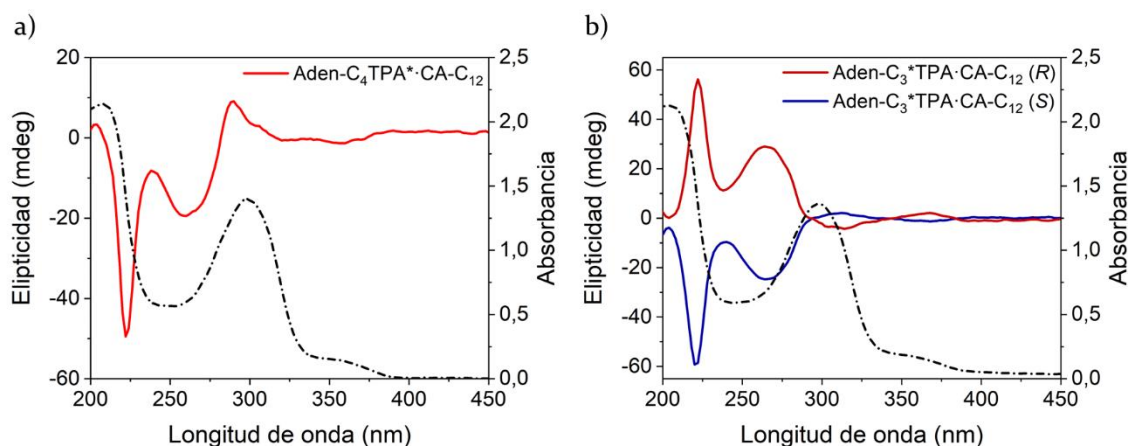 a)
Elipticidad (mdeg)
20
0
-20
-40
-60
Aden-C₄TPA*·CA-C₁₂
2,5
2,0
1,5
1,0
0,5
0,0
Absorbancia
200 250 300 350 400 450
Longitud de onda (nm)
b)
Elipticidad (mdeg)
60
40
20
0
-20
-40
-60
Aden-C₃*TPA·CA-C₁₂ (R)
Aden-C₃*TPA·CA-C₁₂ (S)
2,5
2,0
1,5
1,0
0,5
0,0
Absorbancia
200 250 300 350 400 450
Longitud de onda (nm)